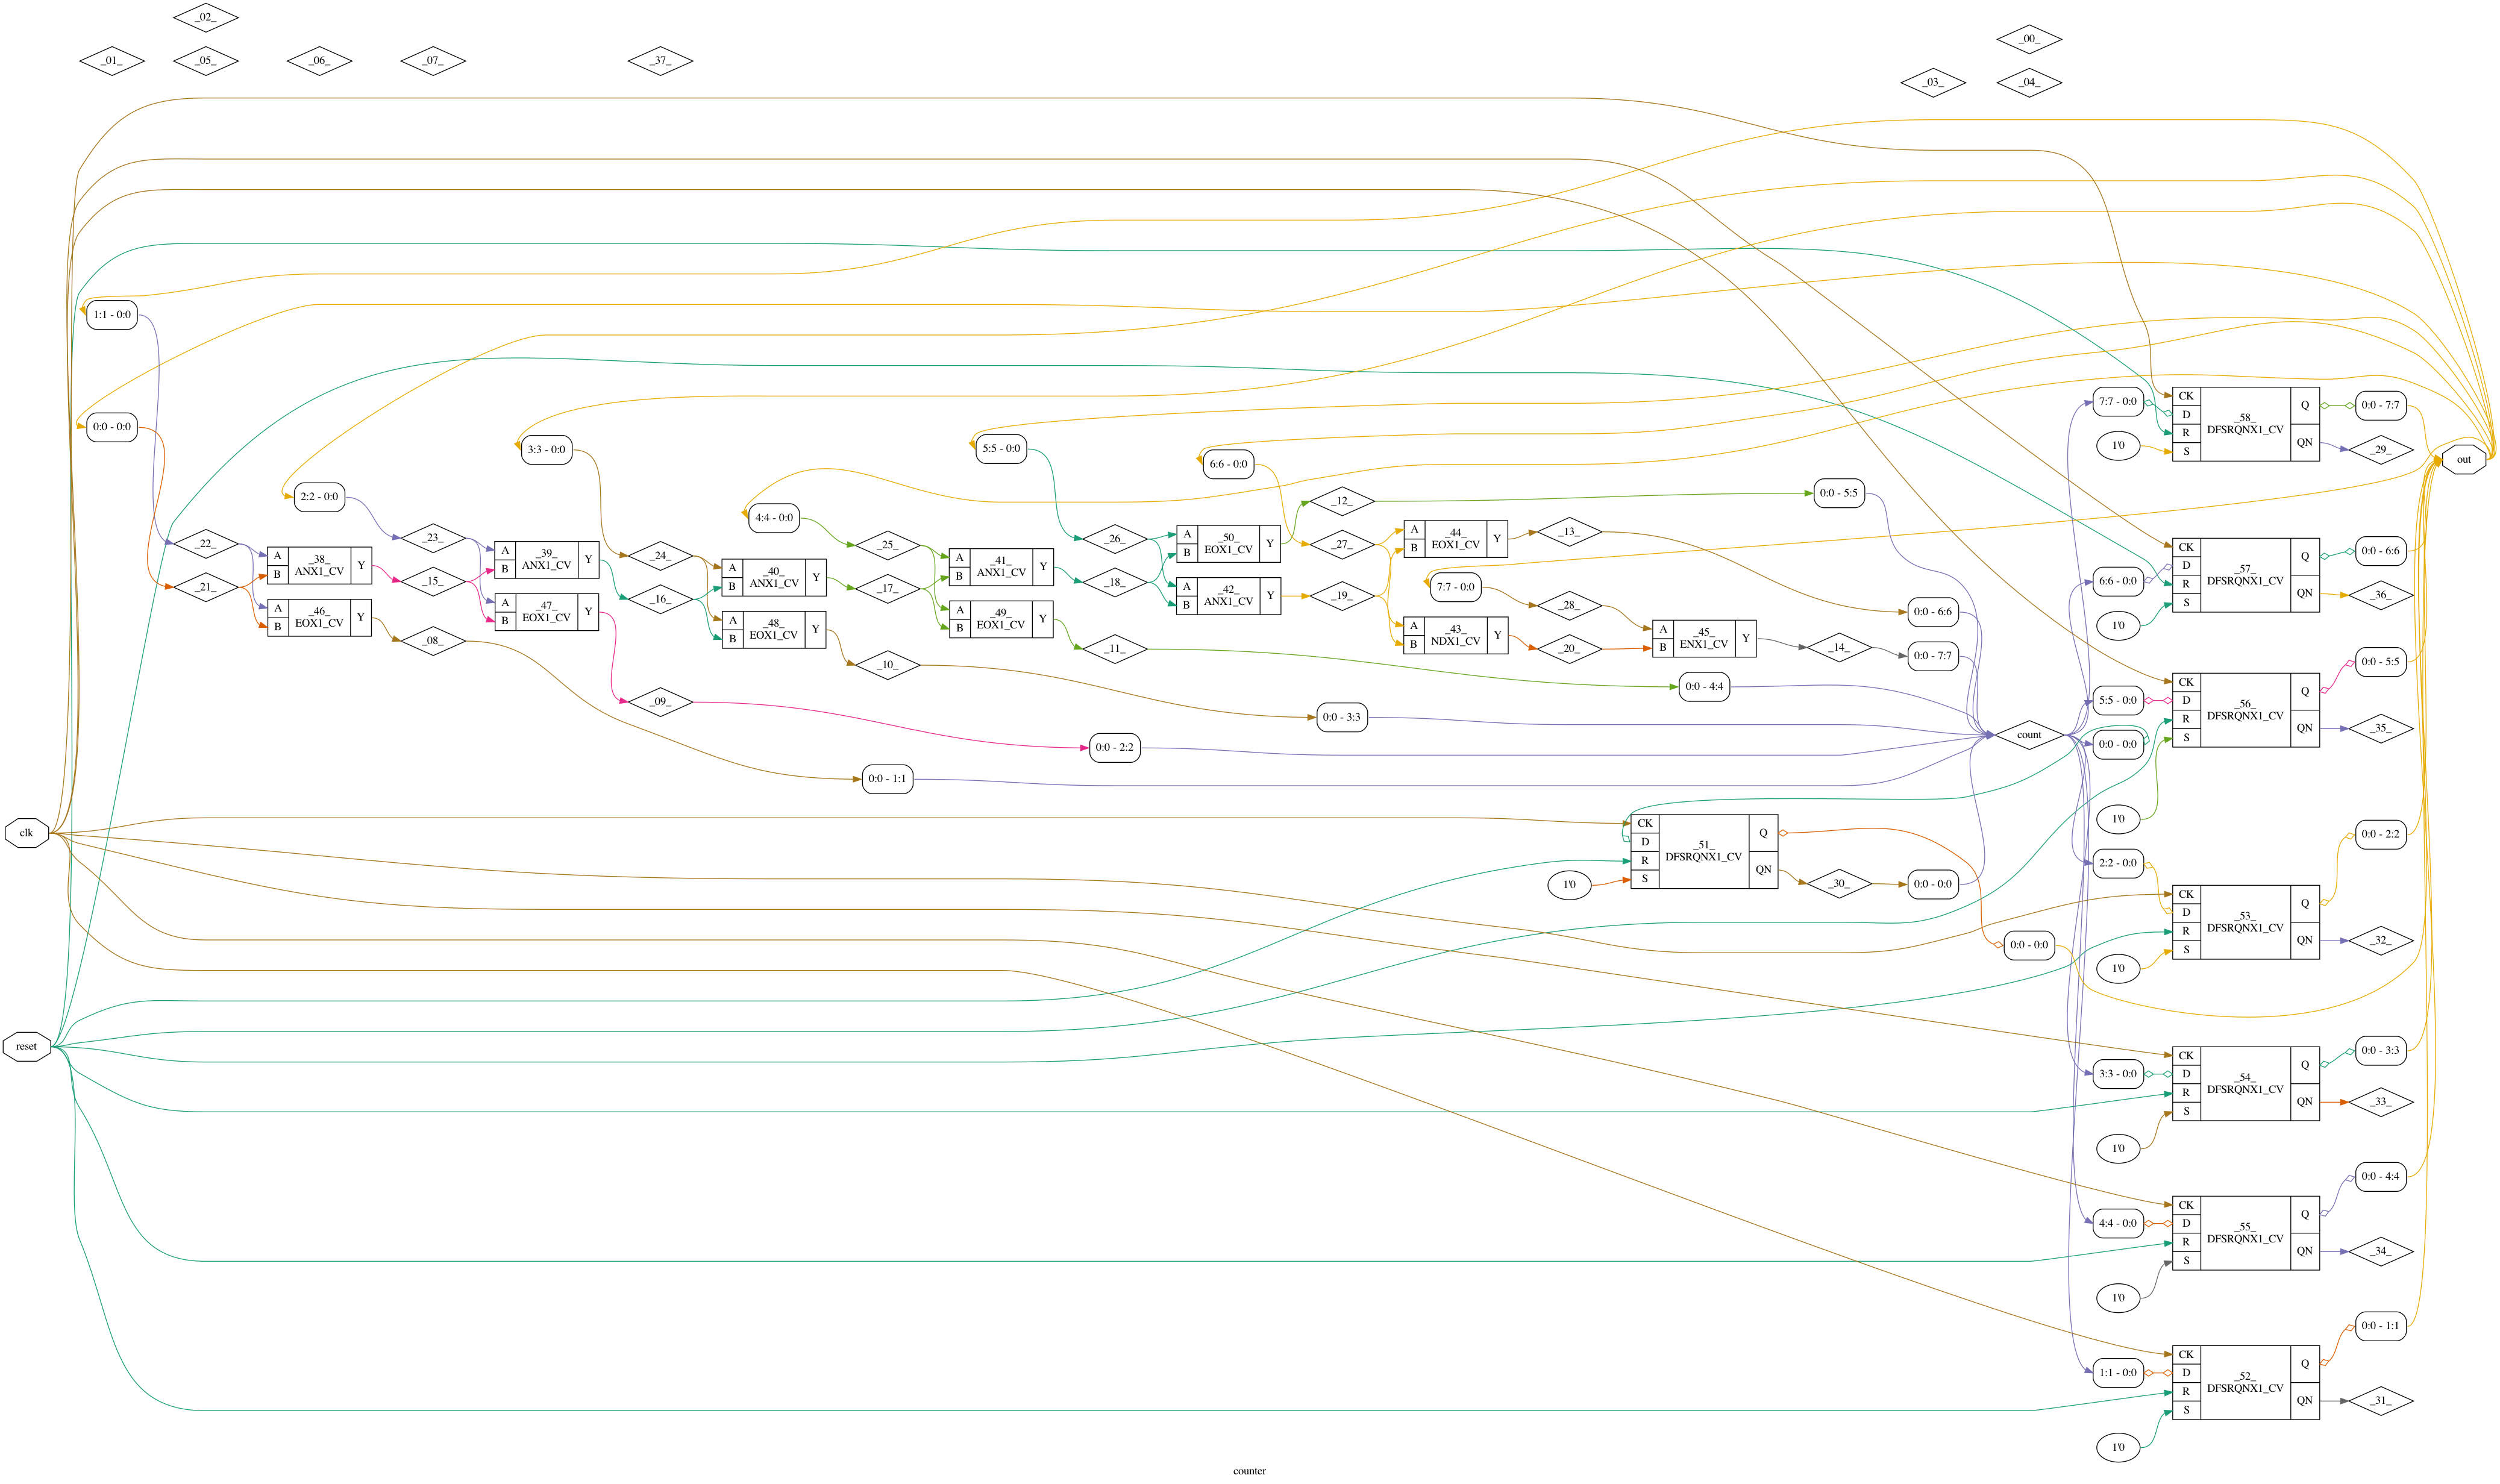 _02_
_00_
_01_
_05_
_06_
_07_
_37_
_03_
_04_
1:1 - 0:0
0:0 - 0:0
2:2 - 0:0
3:3 - 0:0
4:4 - 0:0
5:5 - 0:0
6:6 - 0:0
7:7 - 0:0
_22_
_21_
A
B
_38_
ANX1_CV
Y
A
B
_46_
EOX1_CV
Y
_23_
_15_
_08_
A
B
_39_
ANX1_CV
Y
A
B
_47_
EOX1_CV
Y
_24_
_16_
_09_
A
B
_40_
ANX1_CV
Y
A
B
_48_
EOX1_CV
Y
_25_
_17_
_10_
A
B
_41_
ANX1_CV
Y
A
B
_49_
EOX1_CV
Y
_26_
_18_
_11_
A
B
_50_
EOX1_CV
Y
A
B
_42_
ANX1_CV
Y
_12_
_27_
_19_
A
B
_44_
EOX1_CV
Y
A
B
_43_
NDX1_CV
Y
_13_
_28_
_20_
A
B
_45_
ENX1_CV
Y
_14_
0:0 - 5:5
0:0 - 6:6
0:0 - 7:7
0:0 - 4:4
0:0 - 3:3
0:0 - 2:2
0:0 - 1:1
count
clk
reset
CK
D
R
S
_51_
DFSRQNX1_CV
Q
QN
1'0
_30_
0:0 - 0:0
0:0 - 0:0
0:0 - 0:0
7:7 - 0:0
1'0
CK
D
R
S
_58_
DFSRQNX1_CV
Q
QN
0:0 - 7:7
_29_
out
6:6 - 0:0
1'0
CK
D
R
S
_57_
DFSRQNX1_CV
Q
QN
0:0 - 6:6
_36_
5:5 - 0:0
1'0
CK
D
R
S
_56_
DFSRQNX1_CV
Q
QN
0:0 - 5:5
_35_
2:2 - 0:0
1'0
CK
D
R
S
_53_
DFSRQNX1_CV
Q
QN
0:0 - 2:2
_32_
3:3 - 0:0
1'0
CK
D
R
S
_54_
DFSRQNX1_CV
Q
QN
0:0 - 3:3
_33_
4:4 - 0:0
1'0
CK
D
R
S
_55_
DFSRQNX1_CV
Q
QN
0:0 - 4:4
_34_
1:1 - 0:0
1'0
CK
D
R
S
_52_
DFSRQNX1_CV
Q
QN
0:0 - 1:1
_31_
counter